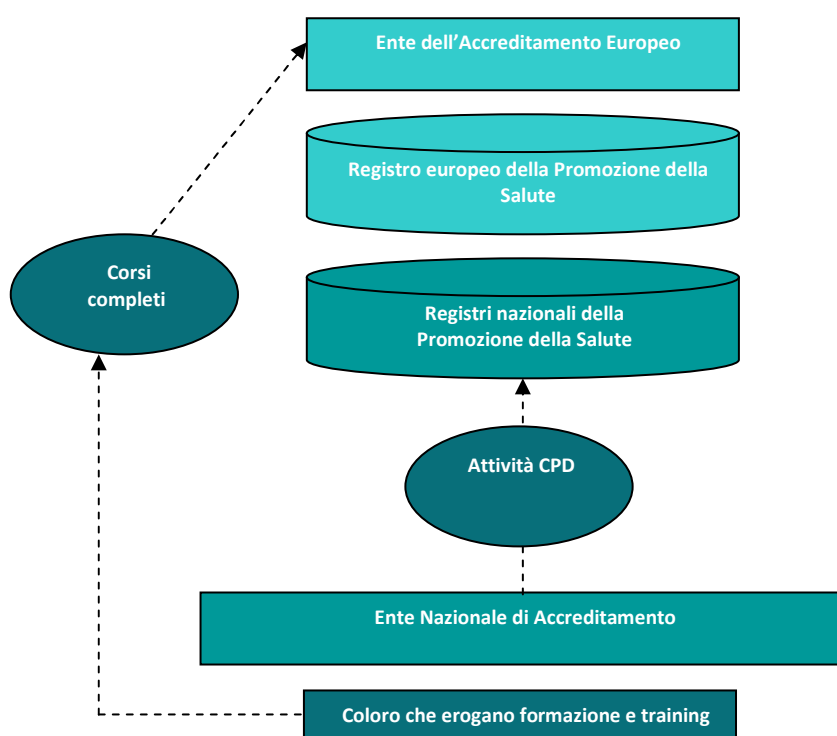 Ente dell’Accreditamento Europeo
Registro europeo della Promozione della
Salute
Corsi
completi
Registri nazionali della
Promozione della Salute
Attività CPD
Ente Nazionale di Accreditamento
Coloro che erogano formazione e training